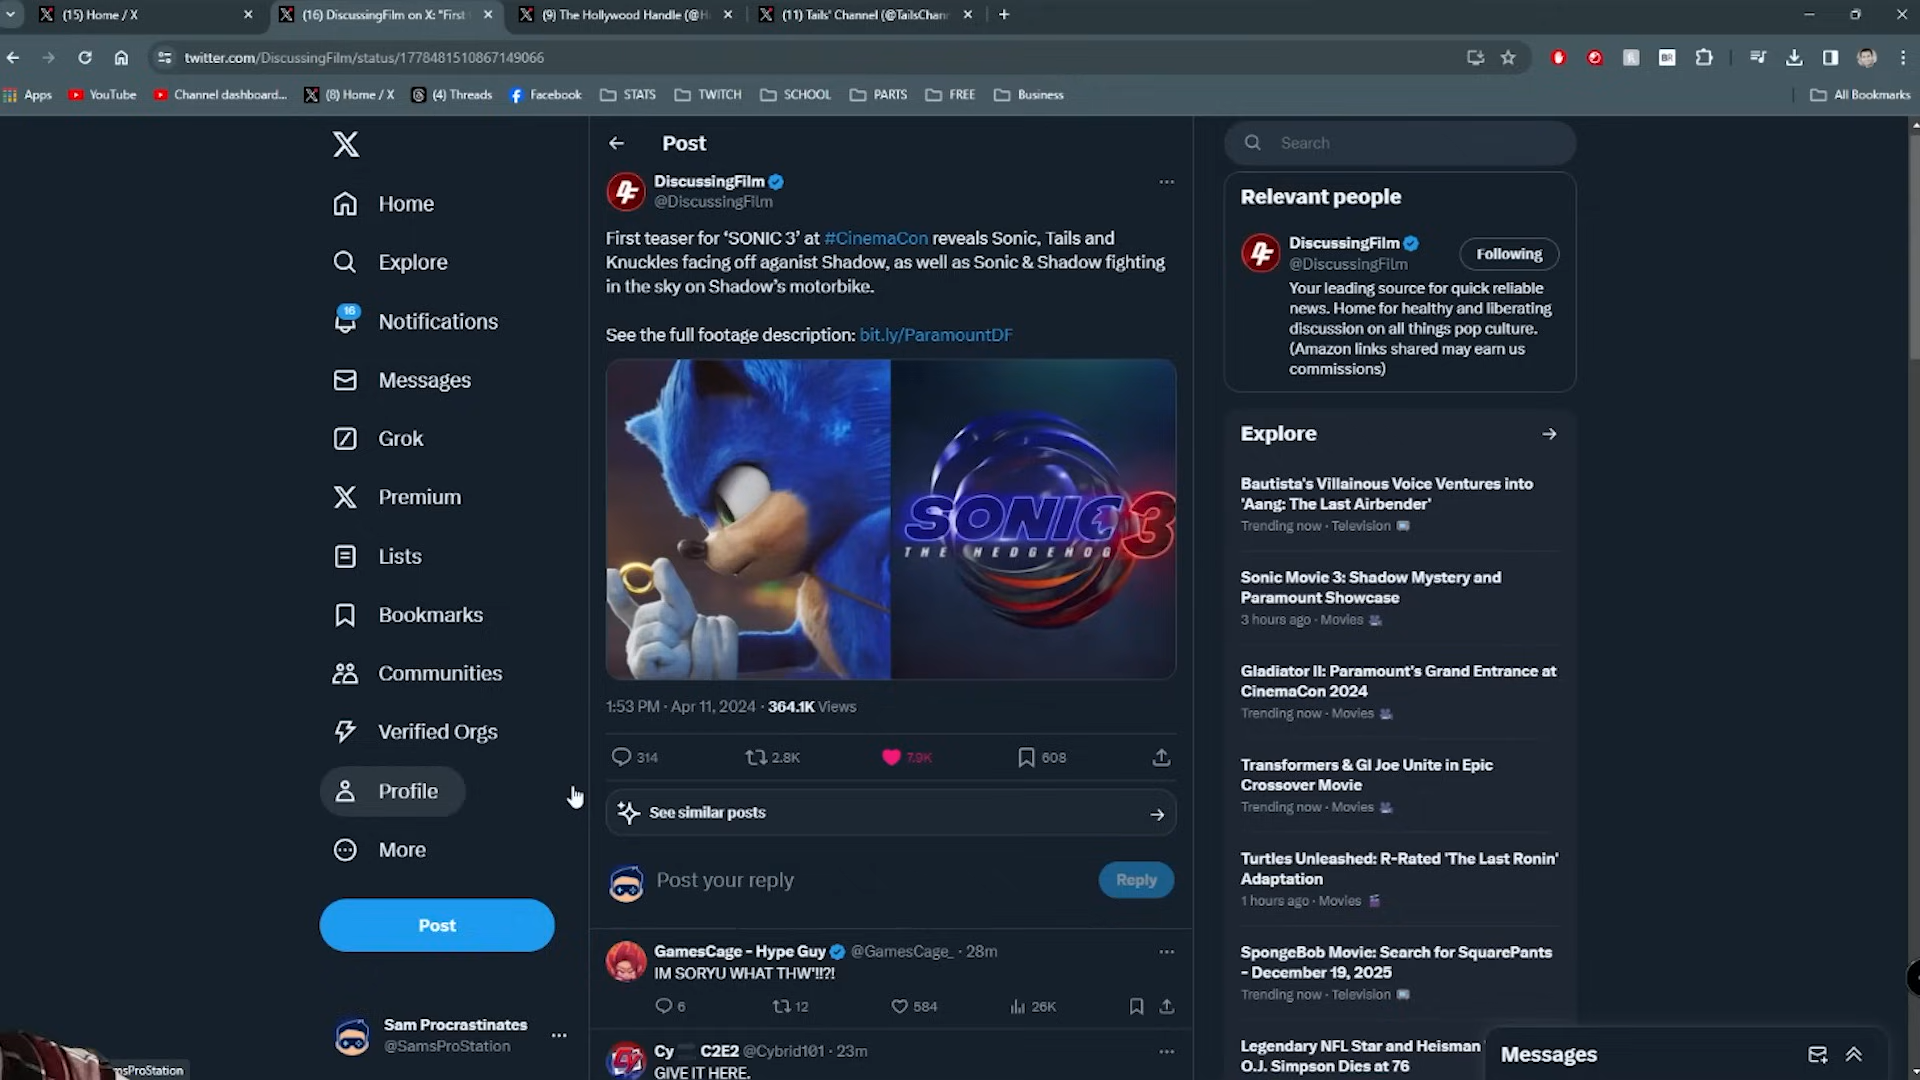 (15) Home / X
(16) DiscussingFilm on X: "First
(9) The Hollywood Handle (@H
(11) Tails' Channel (@TailsChann
twitter.com/DiscussingFilm/status/1778481510867149066
Apps
YouTube
Channel dashboard...
(8) Home / X
(4) Threads
Facebook
STATS
TWITCH
SCHOOL
PARTS
FREE
Business
All Bookmarks
Home
Explore
16
Notifications
Messages
Grok
Premium
Lists
Bookmarks
Communities
Verified Orgs
Profile
More
Post
Sam Procrastinates
@SamsProStation
msProStation
Post
DiscussingFilm
@DiscussingFilm
First teaser for ‘SONIC 3’ at #CinemaCon reveals Sonic, Tails and
Knuckles facing off aganist Shadow, as well as Sonic & Shadow fighting
in the sky on Shadow’s motorbike.
See the full footage description: bit.ly/ParamountDF
SONIC 3
THE HEDGEHOG
1:53 PM · Apr 11, 2024 · 364.1K Views
314
2.8K
7.9K
608
See similar posts
Post your reply
Reply
GamesCage - Hype Guy @GamesCage_ · 28m
IM SORYU WHAT THW'!!?!
6
12
584
26K
Cy C2E2 @Cybrid101 · 23m
GIVE IT HERE.
Search
Relevant people
DiscussingFilm
@DiscussingFilm
Following
Your leading source for quick reliable
news. Home for healthy and liberating
discussion on all things pop culture.
(Amazon links shared may earn us
commissions)
Explore
Bautista's Villainous Voice Ventures into
'Aang: The Last Airbender'
Trending now · Television
Sonic Movie 3: Shadow Mystery and
Paramount Showcase
3 hours ago · Movies
Gladiator II: Paramount's Grand Entrance at
CinemaCon 2024
Trending now · Movies
Transformers & GI Joe Unite in Epic
Crossover Movie
Trending now · Movies
Turtles Unleashed: R-Rated 'The Last Ronin'
Adaptation
1 hours ago · Movies
SpongeBob Movie: Search for SquarePants
- December 19, 2025
Trending now · Television
Legendary NFL Star and Heisman
O.J. Simpson Dies at 76
Messages